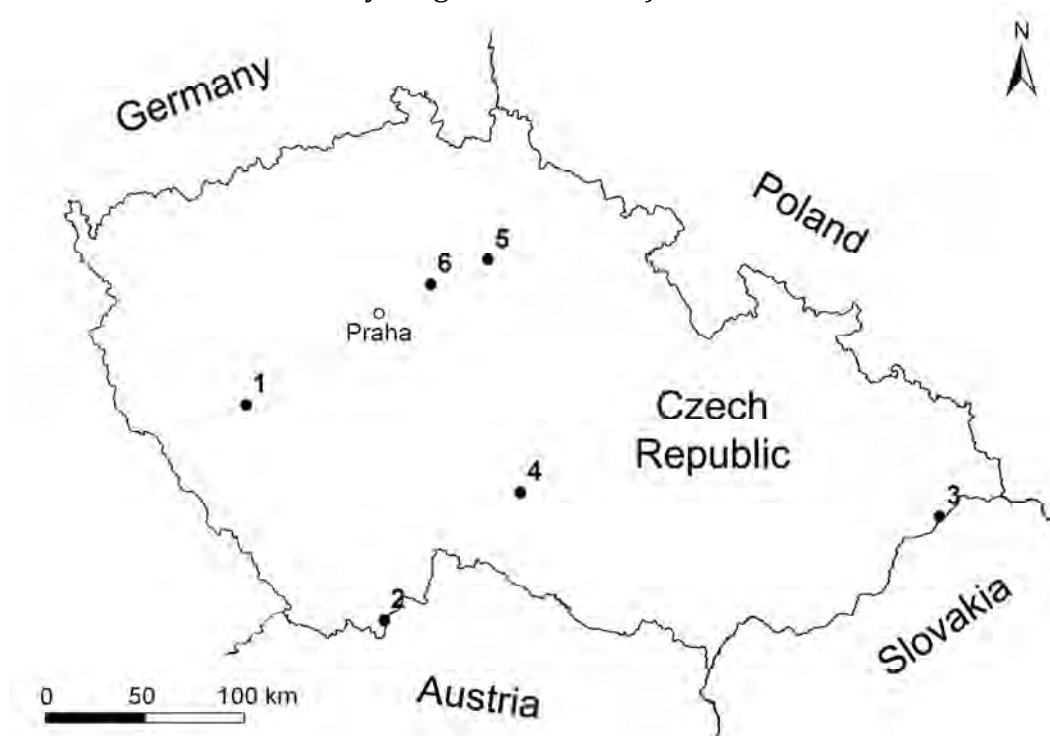 N
Germany
Poland
5
6
Praha
1
Czech
Republic
4
3
2
Slovakia
Austria
0 50 100 km